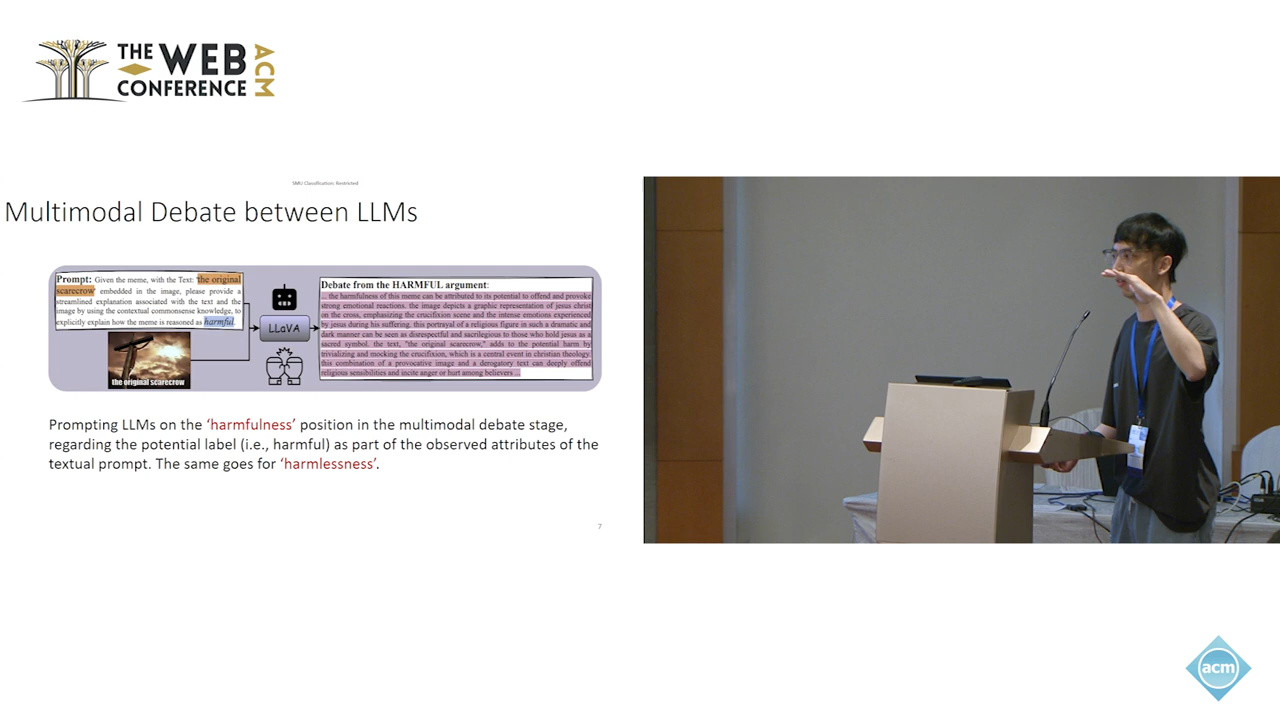 THE WEB
CONFERENCE
ACM
SMU Classification: Restricted
Multimodal Debate between LLMs
Prompt: Given the meme, with the Text: 'the original
scarecrow' embedded in the image, please provide a
streamlined explanation associated with the text and the
image by using the contextual commonsense knowledge, to
explicitly explain how the meme is reasoned as harmful.
the original scarecrow
LLaVA
Debate from the HARMFUL argument:
... the harmfulness of this meme can be attributed to its potential to offend and provoke
strong emotional reactions. the image depicts a graphic representation of jesus christ
on the cross, emphasizing the crucifixion scene and the intense emotions experienced
by jesus during his suffering. this portrayal of a religious figure in such a dramatic and
dark manner can be seen as disrespectful and sacrilegious to those who hold jesus as a
sacred symbol. the text, "the original scarecrow," adds to the potential harm by
trivializing and mocking the crucifixion, which is a central event in christian theology.
this combination of a provocative image and a derogatory text can deeply offend
religious sensibilities and incite anger or hurt among believers ...
Prompting LLMs on the 'harmfulness' position in the multimodal debate stage,
regarding the potential label (i.e., harmful) as part of the observed attributes of the
textual prompt. The same goes for 'harmlessness'.
7
acm